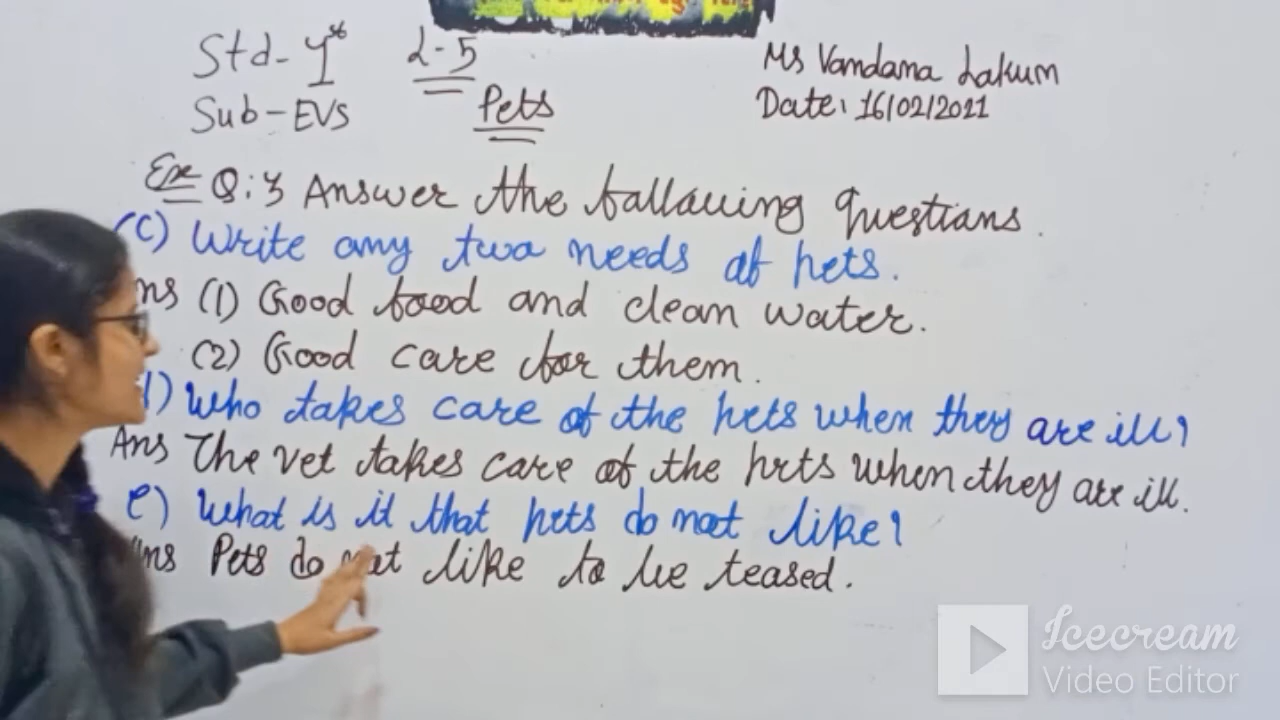 Std- 1st L-5
Ms Vandana Lakum
Sub-EVS Pets
Date: 16/02/2021
Ex Q:3 Answer the following questions.
(C) Write any two needs of pets.
Ans (1) Good food and clean water.
(2) Good care for them.
d) Who takes care of the pets when they are ill?
Ans The vet takes care of the pets when they are ill.
e) What is it that pets do not like?
Ans Pets do not like to be teased.
Icecream
Video Editor